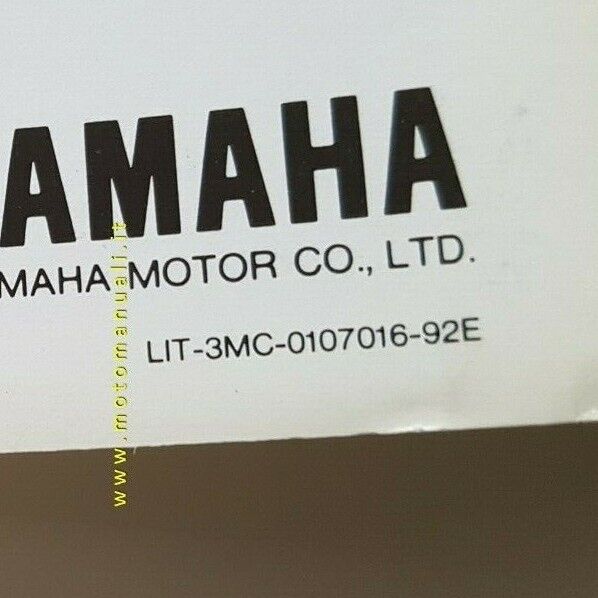 AMAHA
MAHA MOTOR CO., LTD.
LIT-3MC-0107016-92E
www.motomanuali.it